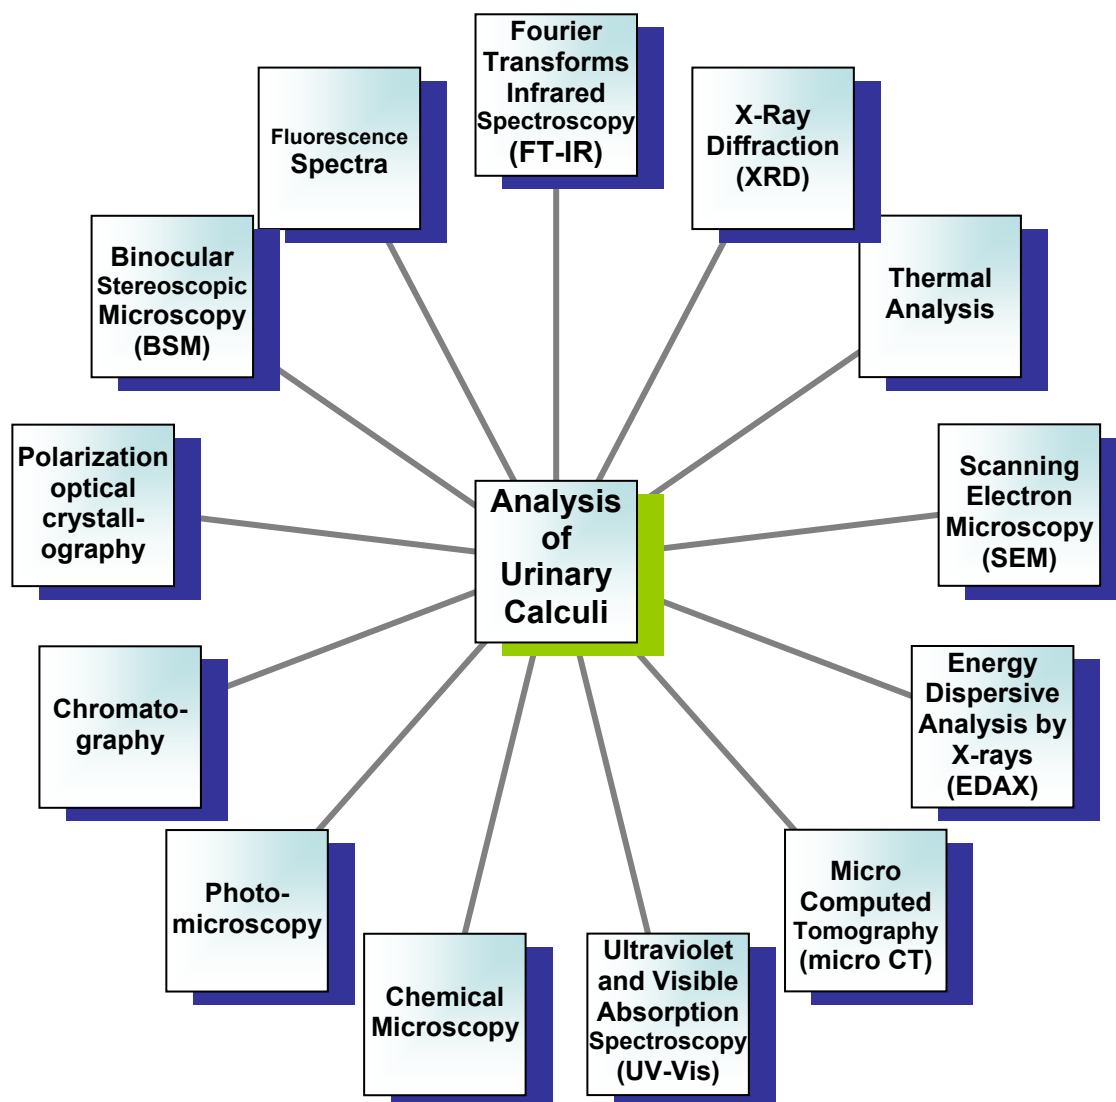 Fourier
Transforms
Infrared
Spectroscopy
(FT-IR)
X-Ray
Diffraction
(XRD)
Thermal
Analysis
Scanning
Electron
Microscopy
(SEM)
Energy
Dispersive
Analysis by
X-rays
(EDAX)
Micro
Computed
Tomography
(micro CT)
Ultraviolet
and Visible
Absorption
Spectroscopy
(UV-Vis)
Chemical
Microscopy
Photo-
microscopy
Chromato-
graphy
Polarization
optical
crystall-
ography
Binocular
Stereoscopic
Microscopy
(BSM)
Fluorescence
Spectra
Analysis
of
Urinary
Calculi